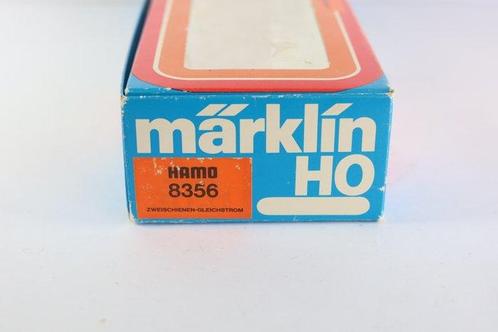 märklin
HO
HAMO
8356
ZWEISCHIENEN-GLEICHSTROM